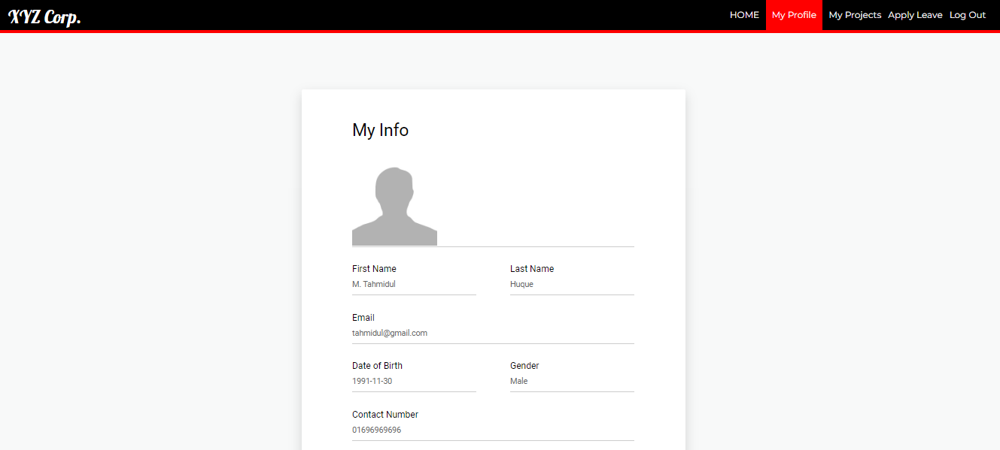 XYZ Corp.
HOME My Profile My Projects Apply Leave Log Out
My Info
First Name Last Name
M. Tahmidul Huque
Email
tahmidul@gmail.com
Date of Birth Gender
1991-11-30 Male
Contact Number
01696969696